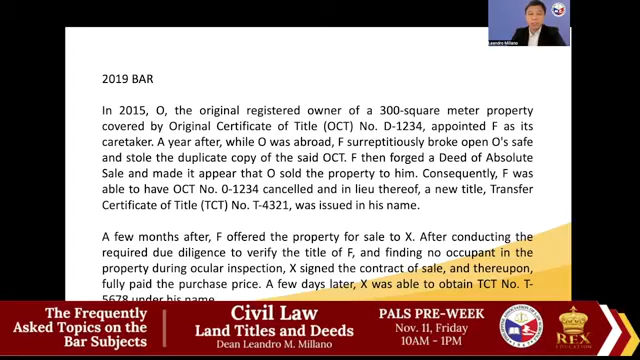 Leandro Millano
2019 BAR
In 2015, O, the original registered owner of a 300-square meter property
covered by Original Certificate of Title (OCT) No. D-1234, appointed F as its
caretaker. A year after, while O was abroad, F surreptitiously broke open O's safe
and stole the duplicate copy of the said OCT. F then forged a Deed of Absolute
Sale and made it appear that O sold the property to him. Consequently, F was
able to have OCT No. 0-1234 cancelled and in lieu thereof, a new title, Transfer
Certificate of Title (TCT) No. T-4321, was issued in his name.
A few months after, F offered the property for sale to X. After conducting the
required due diligence to verify the title of F, and finding no occupant in the
property during ocular inspection, X signed the contract of sale, and thereupon,
fully paid the purchase price. A few days later, X was able to obtain TCT No. T-
5678 under his name.
The Frequently
Asked Topics on the
Bar Subjects
Civil Law
Land Titles and Deeds
Dean Leandro M. Millano
PALS PRE-WEEK
Nov. 11, Friday
10AM - 1PM
REX
EDUCATION